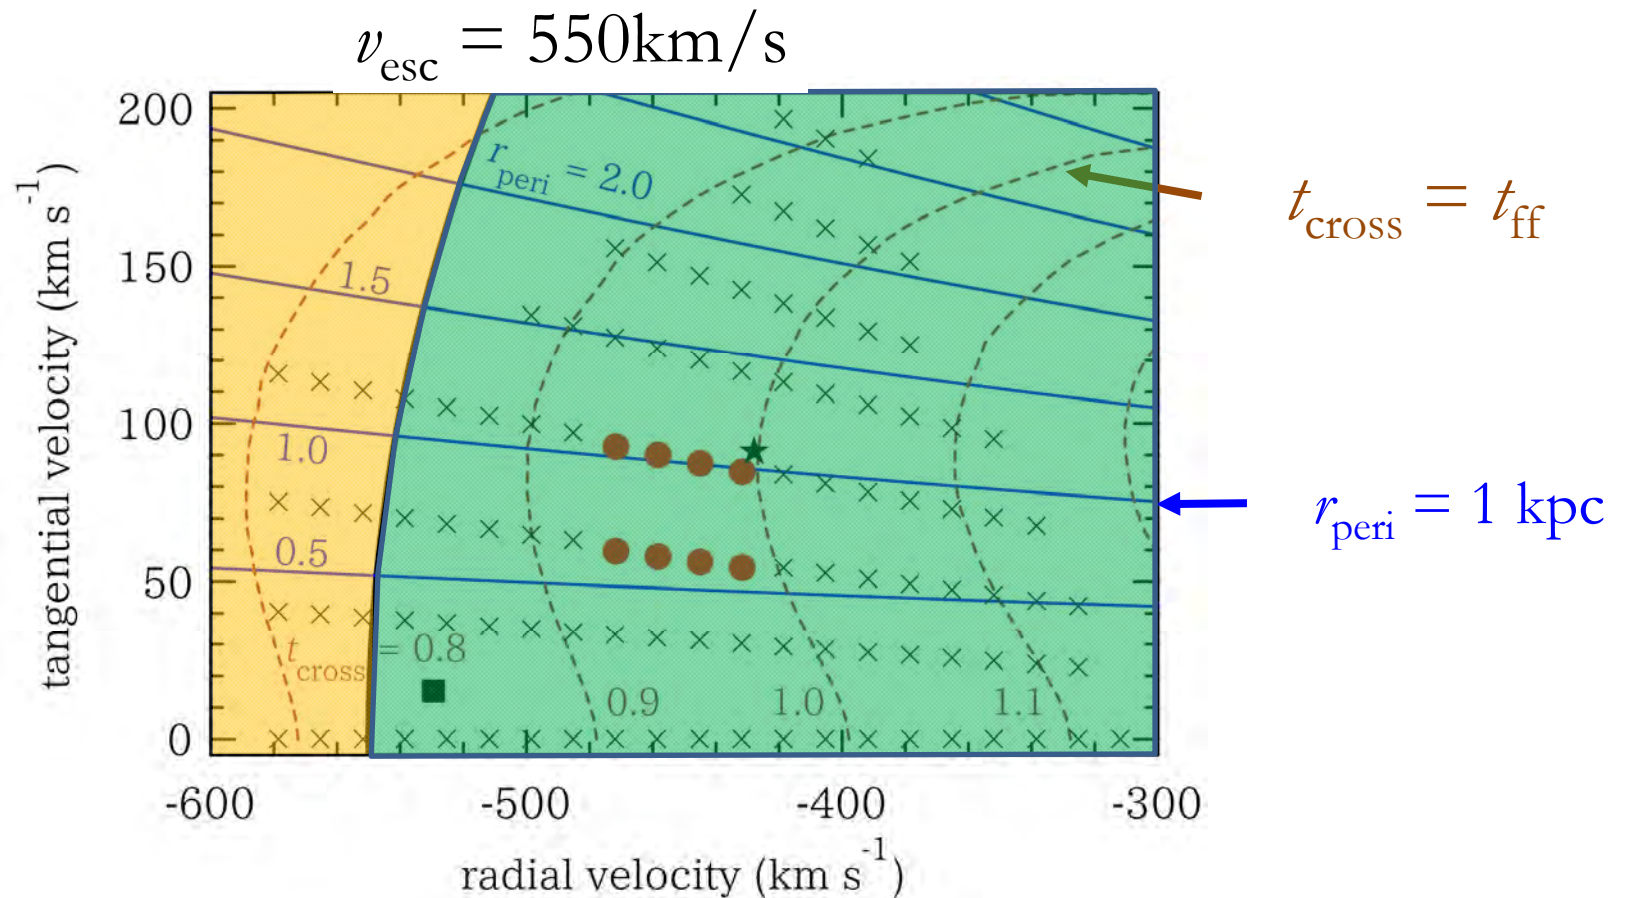 v_esc = 550km/s
200
150
100
50
0
tangential velocity (km s^-1)
r_peri = 2.0
1.5
1.0
0.5
t_cross = 0.8
0.9
1.0
1.1
t_cross = t_ff
r_peri = 1 kpc
-600
-500
-400
-300
radial velocity (km s^-1)